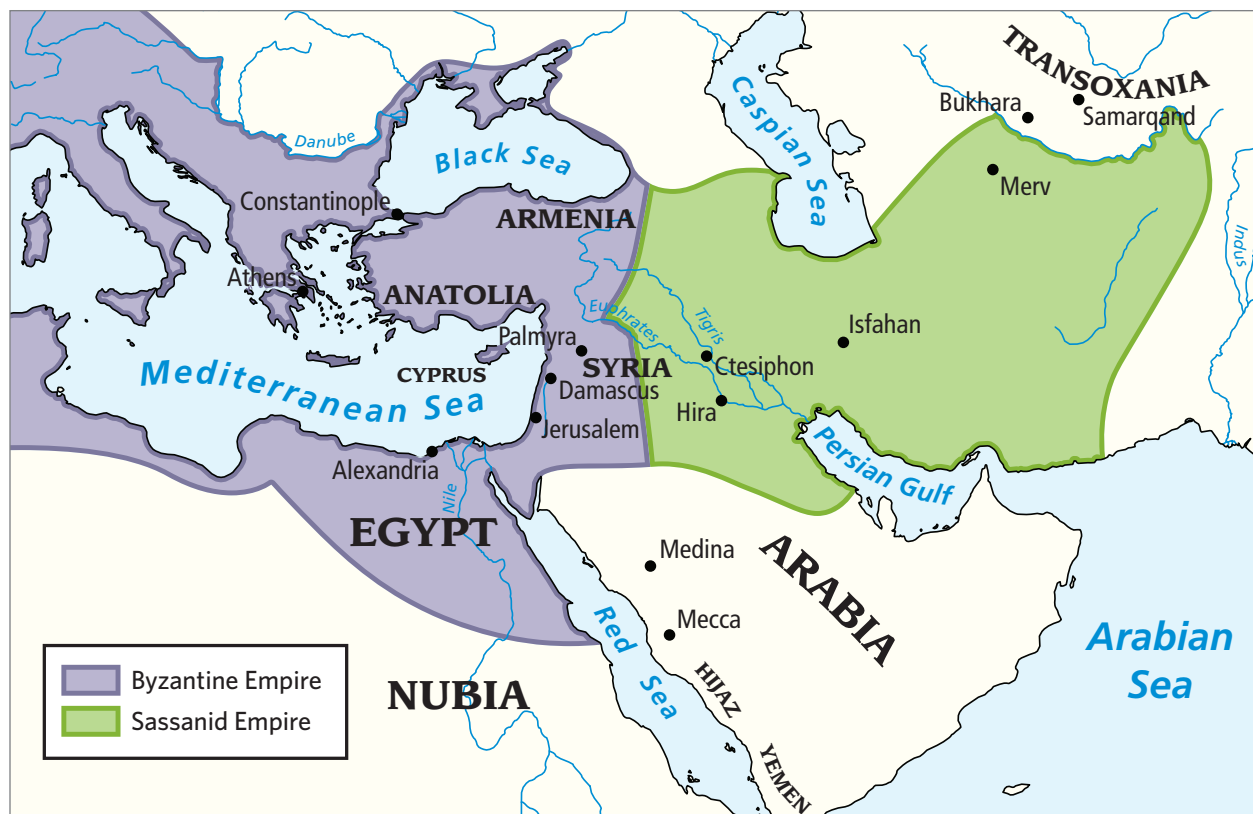 TRANSOXANIA
Caspian Sea
Bukhara
Samarqand
Danube
Black Sea
Merv
Constantinople
ARMENIA
Indus
Athens
ANATOLIA
Euphrates
Tigris
Isfahan
Palmyra
SYRIA
Ctesiphon
CYPRUS
Mediterranean Sea
Damascus
Hira
Jerusalem
Persian Gulf
Alexandria
Nile
EGYPT
ARABIA
Medina
Mecca
Red Sea
Arabian
Sea
HIJAZ
NUBIA
YEMEN
Byzantine Empire
Sassanid Empire